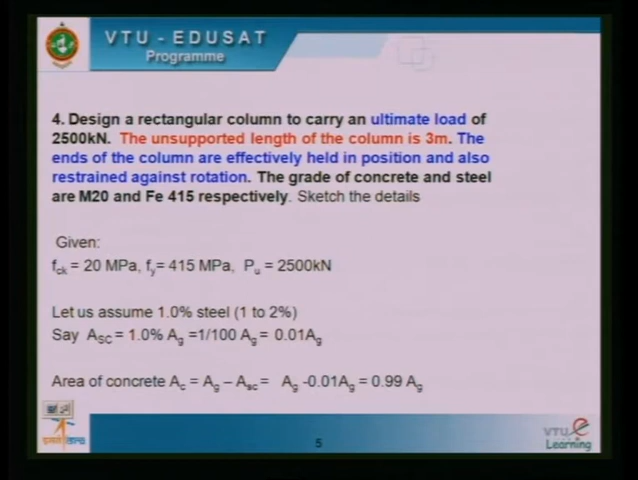 VTU - EDUSAT
Programme
4. Design a rectangular column to carry an ultimate load of
2500kN. The unsupported length of the column is 3m. The
ends of the column are effectively held in position and also
restrained against rotation. The grade of concrete and steel
are M20 and Fe 415 respectively. Sketch the details
Given:
fck = 20 MPa, fy= 415 MPa, Pu = 2500kN
Let us assume 1.0% steel (1 to 2%)
Say ASC = 1.0% Ag =1/100 Ag = 0.01Ag
Area of concrete Ac = Ag – Asc = Ag -0.01Ag = 0.99 Ag
5
VTU e
Learning